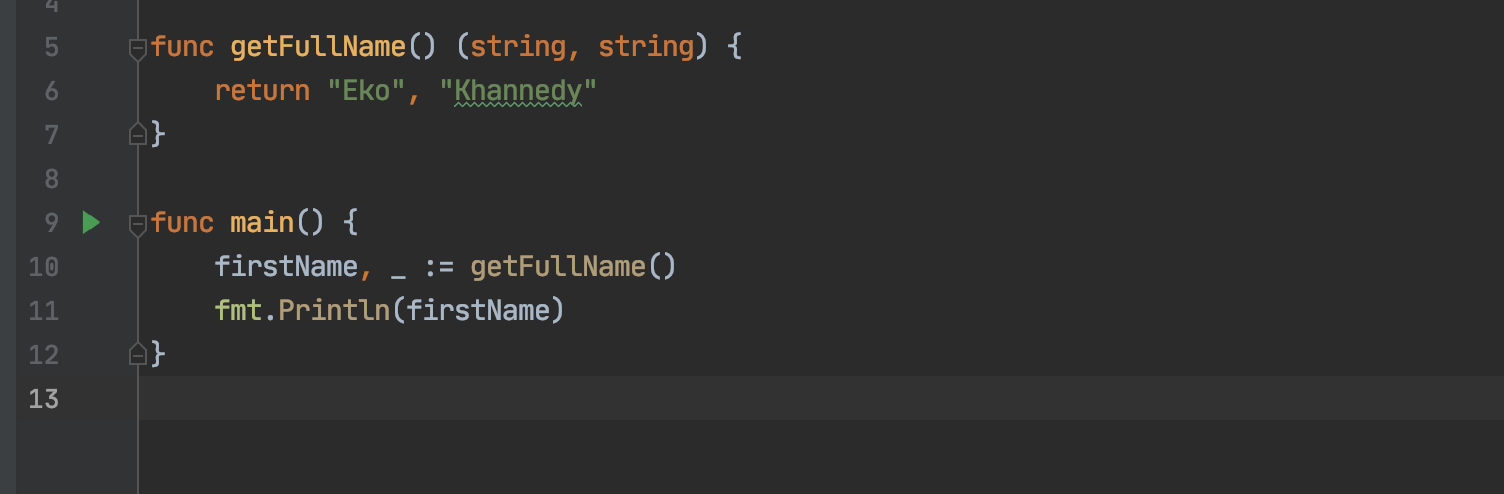 4
5 func getFullName() (string, string) {
6     return "Eko", "Khannedy"
7 }
8
9 func main() {
10     firstName, _ := getFullName()
11     fmt.Println(firstName)
12 }
13